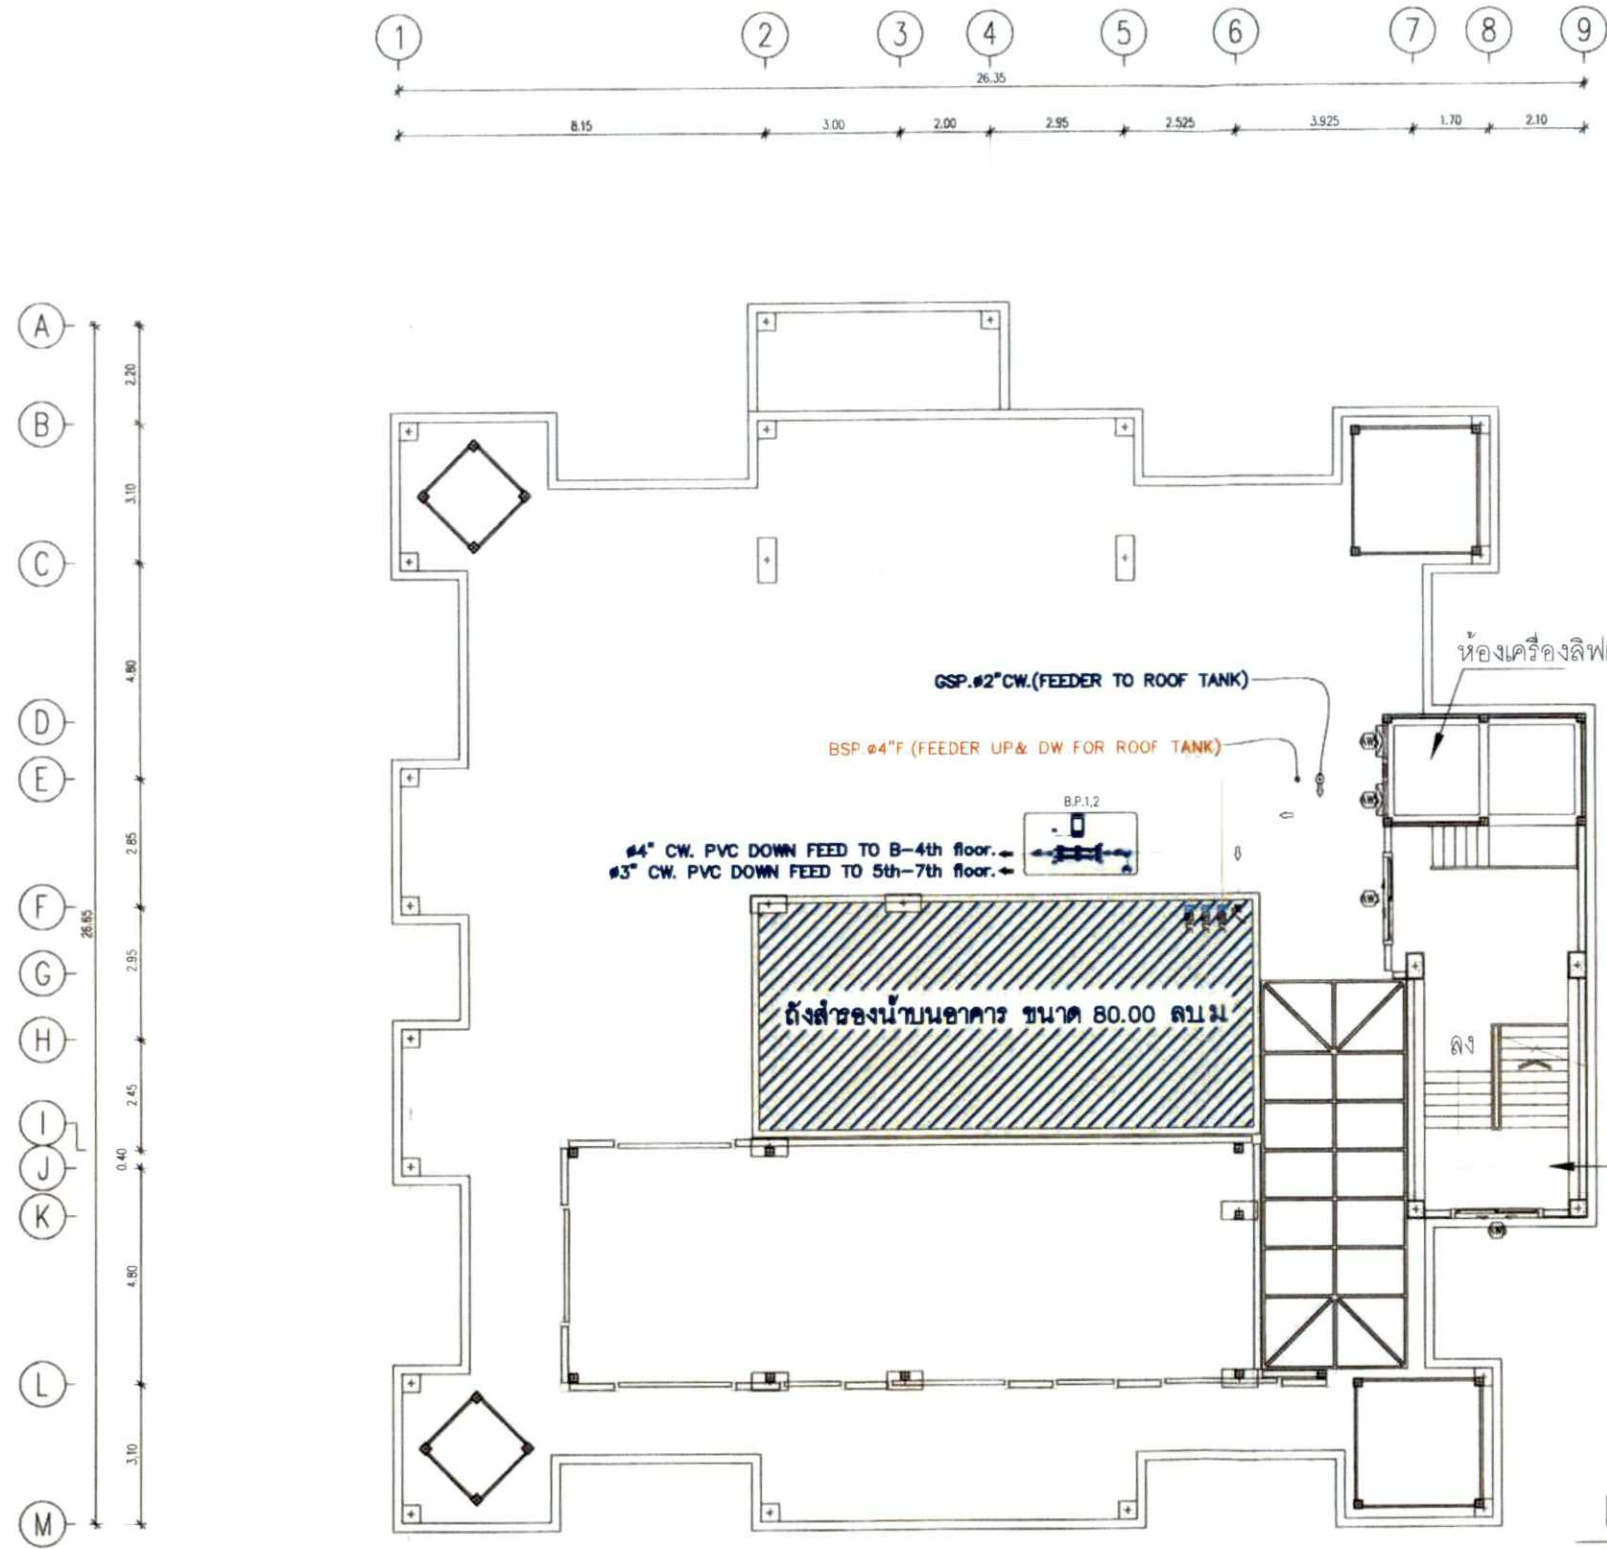 1 2 3 4 5 6 7 8 9
26.35
8.15 3.00 2.00 2.95 2.525 3.925 1.70 2.10
A
2.20
B
3.10
C
4.80
ห้องเครื่องลิฟ
GSP.ø2"CW.(FEEDER TO ROOF TANK)
D
BSP.ø4"F.(FEEDER UP& DW FOR ROOF TANK)
E
B.P.1,2
2.85
ø4" CW. PVC DOWN FEED TO B-4th floor.
ø3" CW. PVC DOWN FEED TO 5th-7th floor.
F
26.65
2.95
G
ถังสำรองน้ำบนอาคาร ขนาด 80.00 ลบ.ม
H
ลง
2.45
I
0.40
J
K
4.80
L
3.10
M